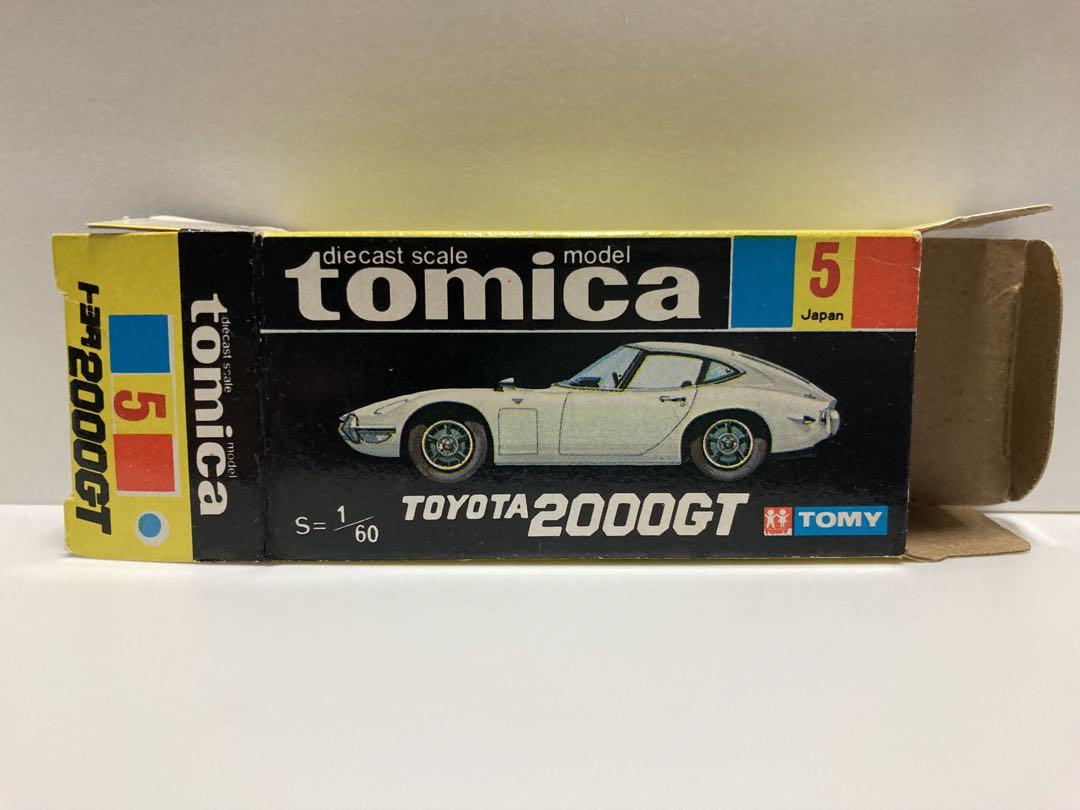 diecast scale model
tomica
5
Japan
S=1/60
TOYOTA 2000GT
TOMY
TOMY
diecast scale model
tomica
5
トヨタ2000GT